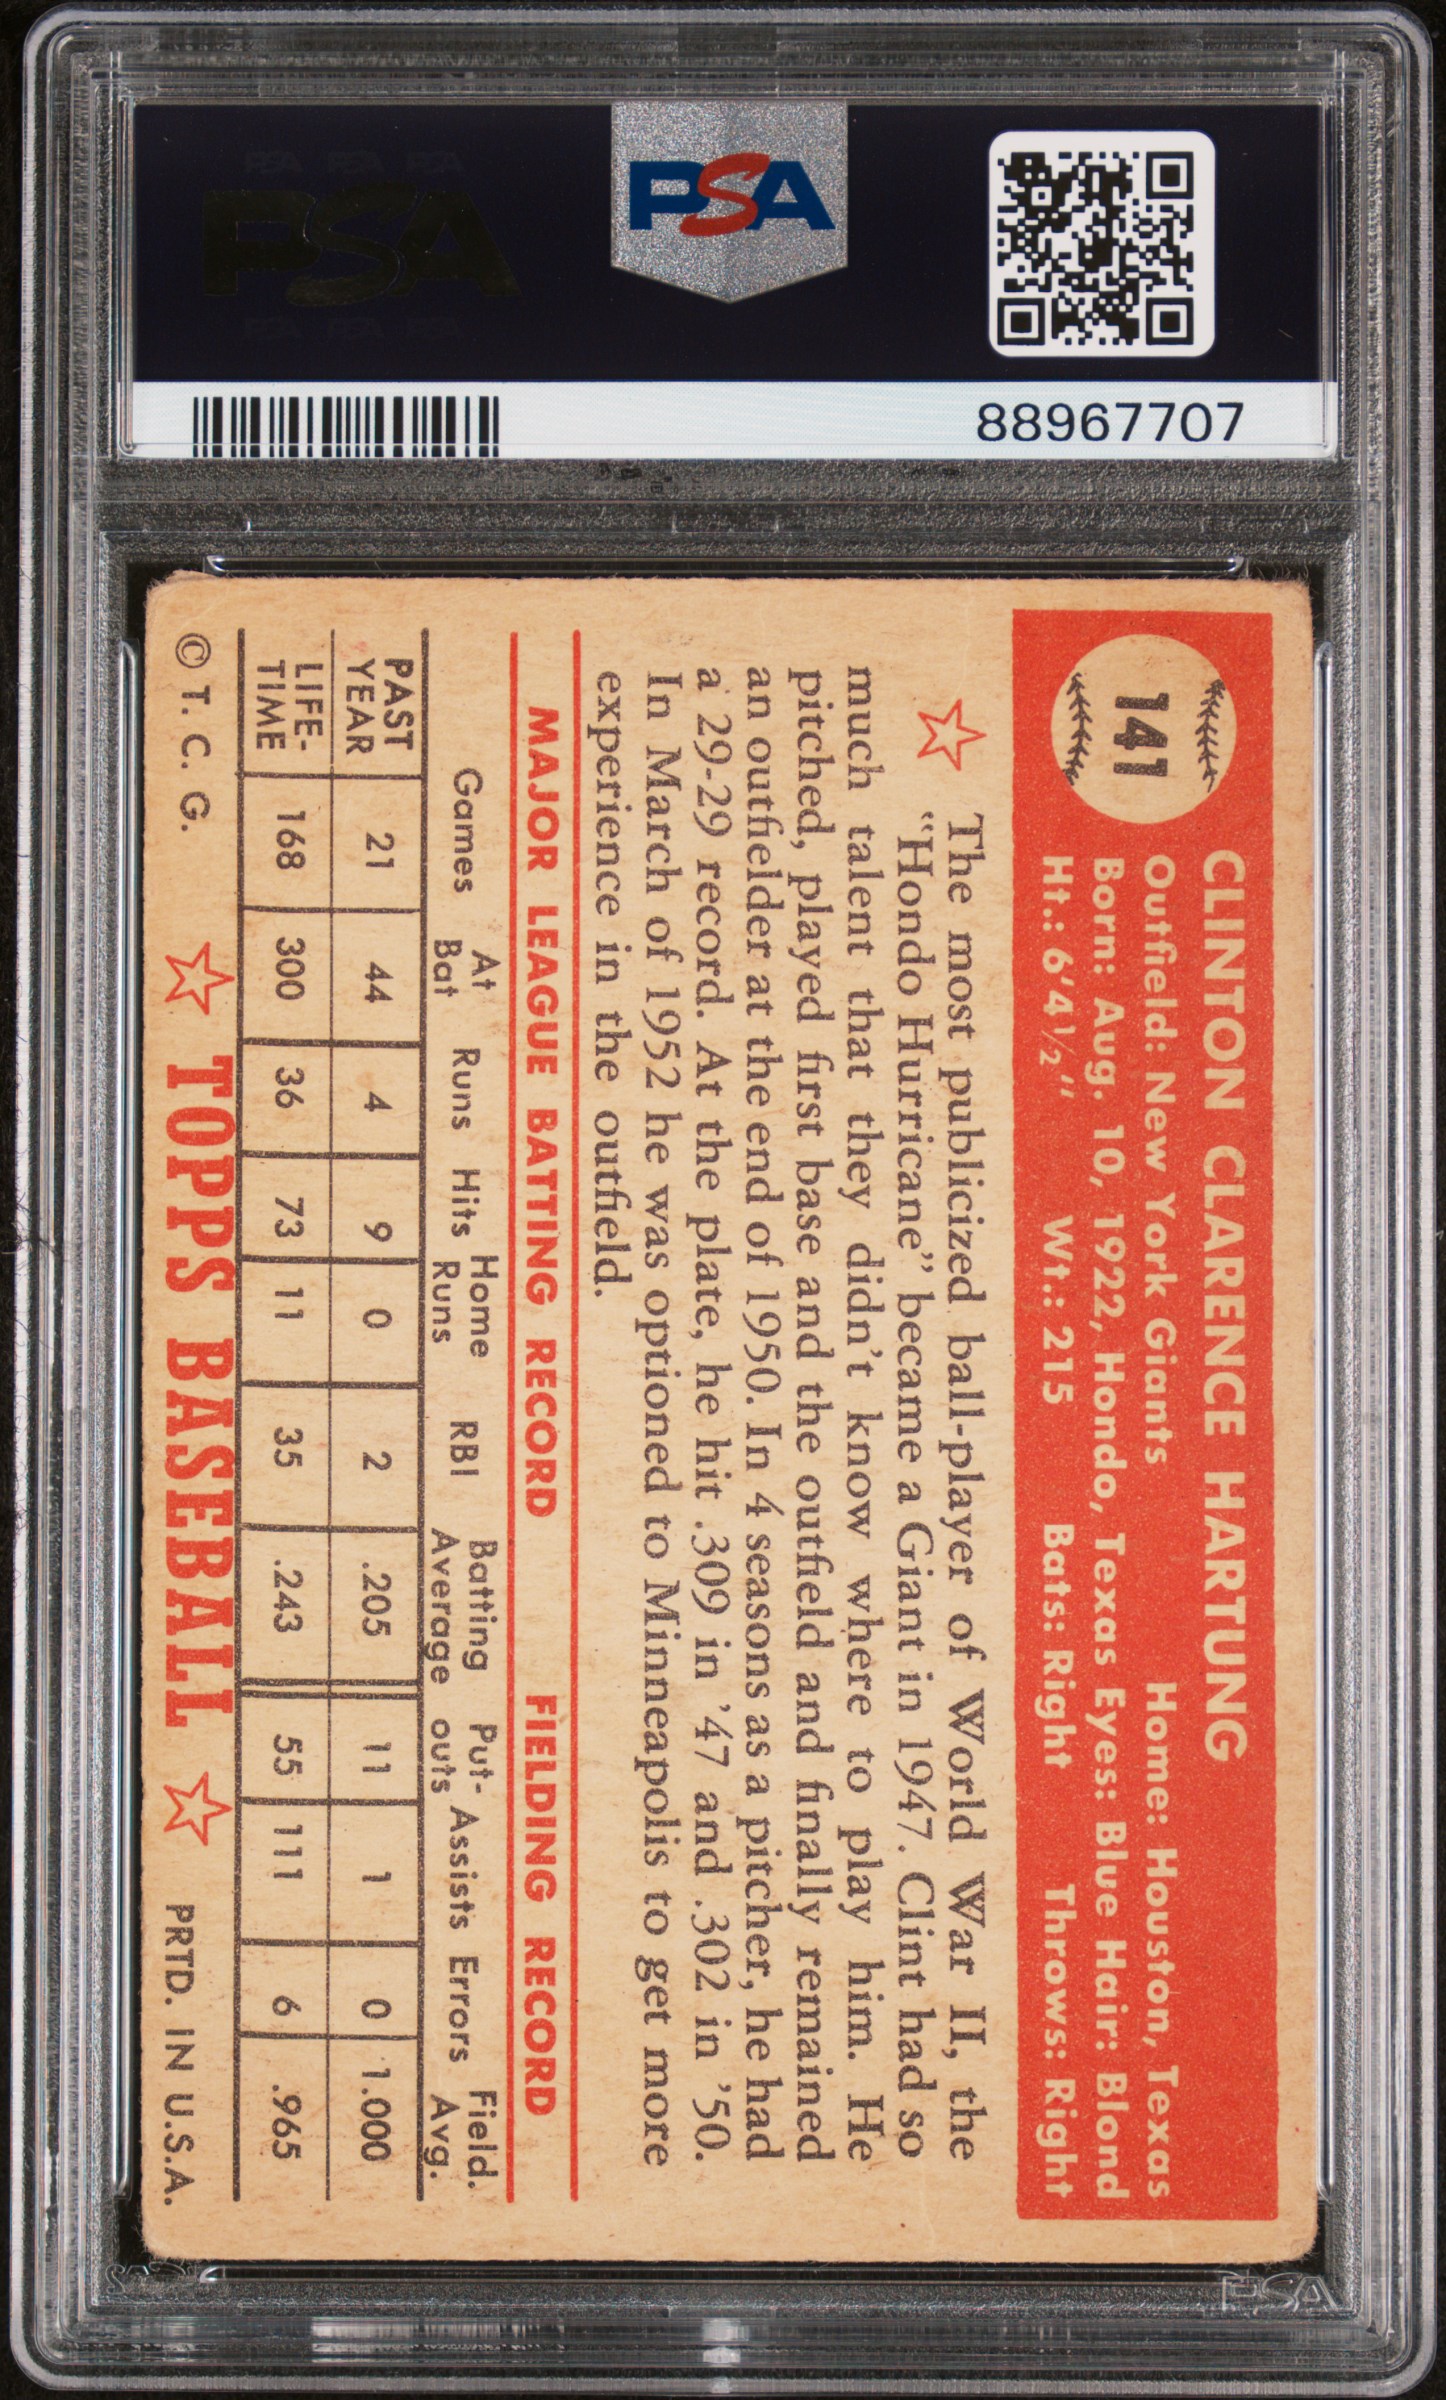 PSA PSA PSA
PSA
PSA PSA PSA
PSA
88967707
141
CLINTON CLARENCE HARTUNG
Outfield: New York Giants Home: Houston, Texas
Born: Aug. 10, 1922, Hondo, Texas Eyes: Blue Hair: Blond
Ht.: 6'4½" Wt.: 215 Bats: Right Throws: Right
The most publicized ball-player of World War II, the
"Hondo Hurricane" became a Giant in 1947. Clint had so
much talent that they didn't know where to play him. He
pitched, played first base and the outfield and finally remained
an outfielder at the end of 1950. In 4 seasons as a pitcher, he had
a 29-29 record. At the plate, he hit .309 in '47 and .302 in '50.
In March of 1952 he was optioned to Minneapolis to get more
experience in the outfield.
MAJOR LEAGUE BATTING RECORD FIELDING RECORD
Games At Bat Runs Hits Home Runs RBI Batting Average Put-outs Assists Errors Field. Avg.
PAST YEAR 21 44 4 9 0 2 .205 11 1 0 1.000
LIFE-TIME 168 300 36 73 11 35 .243 55 111 6 .965
© T. C. G. TOPPS BASEBALL PRTD. IN U.S.A.
PSA